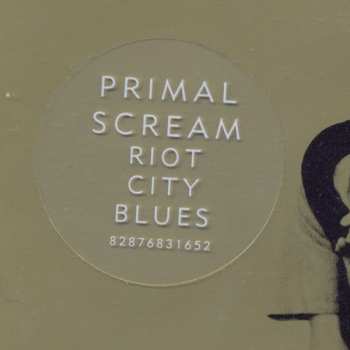 PRIMAL
SCREAM
RIOT
CITY
BLUES
82876831652